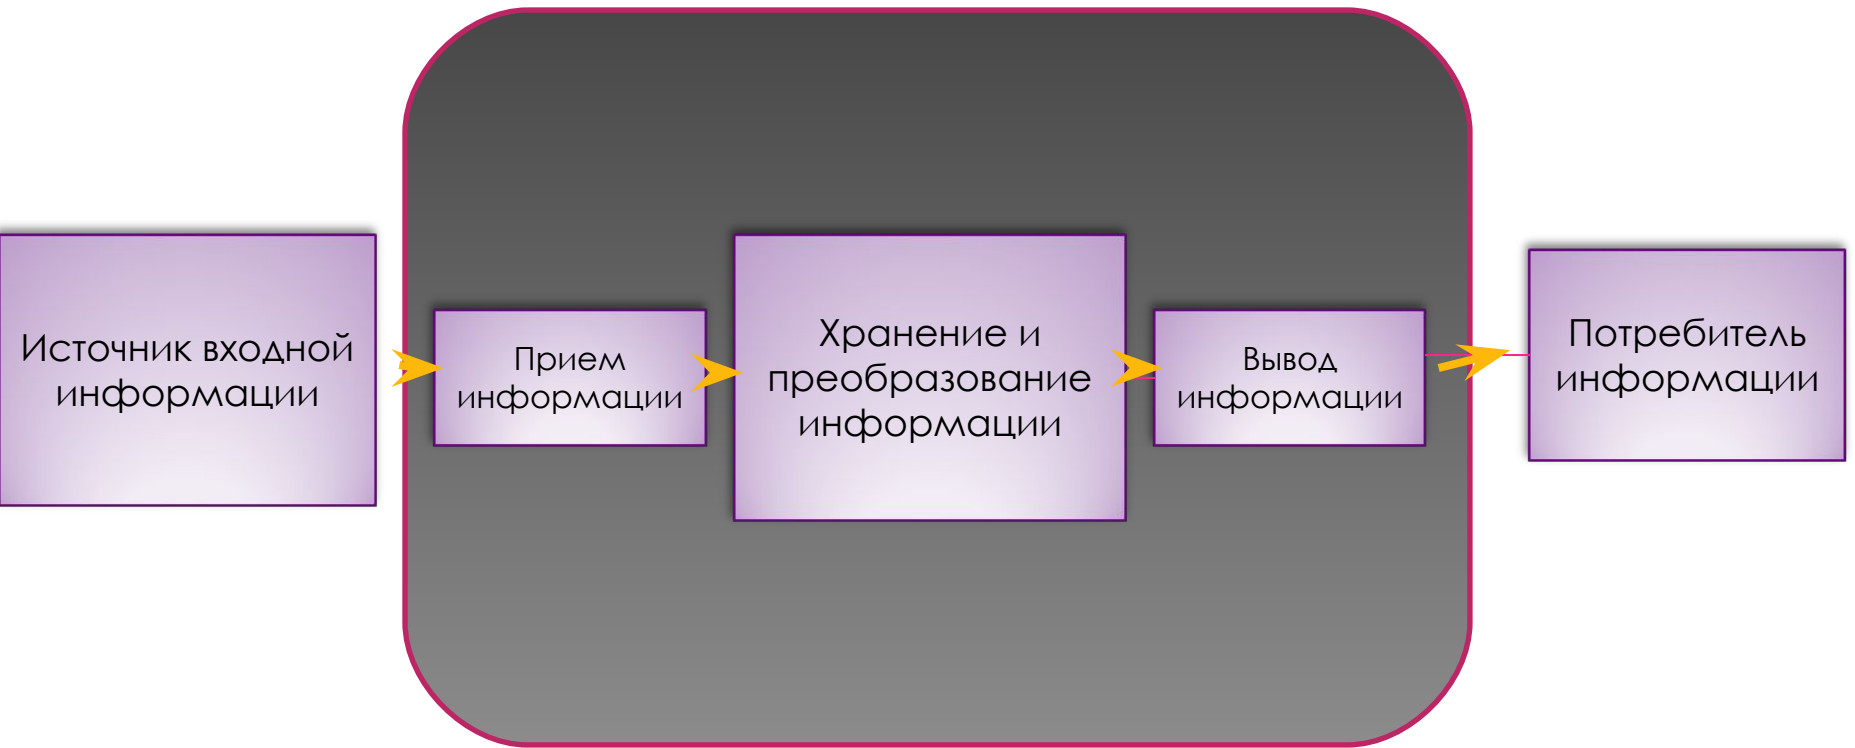 Источник входной
информации
Прием
информации
Хранение и
преобразование
информации
Вывод
информации
Потребитель
информации